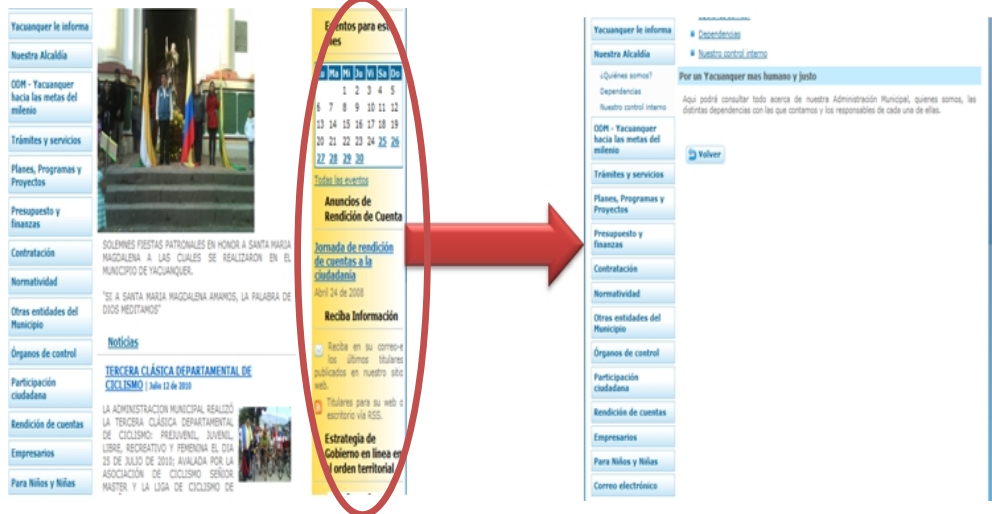 Yacuanquer le informa
Nuestra Alcaldía
ODM - Yacuanquer
hacia las metas del
milenio
Trámites y servicios
Planes, Programas y
Proyectos
Presupuesto y
finanzas
Contratación
Normatividad
Otras entidades del
Municipio
Órganos de control
Participación
ciudadana
Rendición de cuentas
Empresarios
Para Niños y Niñas
SOLEMNES FIESTAS PATRONALES EN HONOR A SANTA MARIA
MAGDALENA A LAS CUALES SE REALIZARON EN EL
MUNICIPIO DE YACUANQUER.
"SI A SANTA MARIA MAGDALENA AMAMOS, LA PALABRA DE
DIOS MEDITAMOS"
Noticias
TERCERA CLÁSICA DEPARTAMENTAL DE
CICLISMO | Julio 12 de 2010
LA ADMINISTRACION MUNICIPAL REALIZÓ
LA TERCERA CLÁSICA DEPARTAMENTAL
DE CICLISMO: PREJUVENIL, JUVENIL,
LIBRE, RECREATIVO Y FEMENINA EL DIA
25 DE JULIO DE 2010; AVALADA POR LA
ASOCIACIÓN DE CICLISMO SEÑOR
MASTER Y LA LIGA DE CICLISMO DE
Eventos para este
mes
Lu Ma Mi Ju Vi Sa Do
1 2 3 4 5
6 7 8 9 10 11 12
13 14 15 16 17 18 19
20 21 22 23 24 25 26
27 28 29 30
Todas los eventos
Anuncios de
Rendición de Cuenta
Jornada de rendición
de cuentas a la
ciudadanía
Abril 24 de 2008
Reciba Información
Reciba en su correo-e
los últimos titulares
publicados en nuestro sitio
web.
Titulares para su web o
escritorio vía RSS.
Estrategia de
Gobierno en línea en
el orden territorial
Yacuanquer le informa
Nuestra Alcaldía
¿Quiénes somos?
Dependencias
Nuestro control interno
ODM - Yacuanquer
hacia las metas del
milenio
Trámites y servicios
Planes, Programas y
Proyectos
Presupuesto y
finanzas
Contratación
Normatividad
Otras entidades del
Municipio
Órganos de control
Participación
ciudadana
Rendición de cuentas
Empresarios
Para Niños y Niñas
Correo electrónico
Dependencias
Nuestro control interno
Por un Yacuanquer mas humano y justo
Aqui podrá consultar todo acerca de nuestra Administración Municipal, quienes somos, las
distintas dependencias con las que contamos y los responsables de cada una de ellas.
Volver